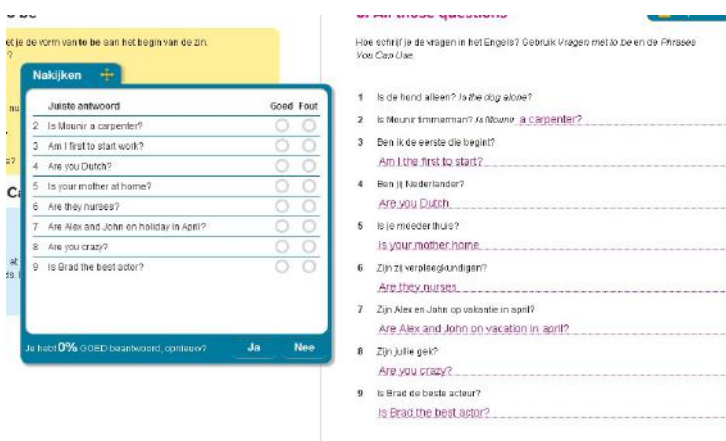 o be
et je de vorm van to be aan het begin van de zin.
?
Nakijken
nu
s?
Ca
at
ds.
Juiste antwoord Goed Fout
2 Is Mounir a carpenter?
3 Am I first to start work?
4 Are you Dutch?
5 Is your mother at home?
6 Are they nurses?
7 Are Alex and John on holiday in April?
8 Are you crazy?
9 Is Brad the best actor?
Je hebt 0% GOED beantwoord, opnieuw? Ja Nee
8. All those questions
Hoe schrijf je de vragen in het Engels? Gebruik Vragen met to be en de Phrases
You Can Use.
1 Is de hond alleen? Is the dog alone?
2 Is Mounir timmerman? Is Mounir a carpenter?
3 Ben ik de eerste die begint?
Am I the first to start?
4 Ben jij Nederlander?
Are you Dutch
5 Is je moeder thuis?
Is your mother home
6 Zijn zij verpleegkundigen?
Are they nurses
7 Zijn Alex en John op vakantie in april?
Are Alex and John on vacation in april?
8 Zijn jullie gek?
Are you crazy?
9 Is Brad de beste acteur?
Is Brad the best actor?